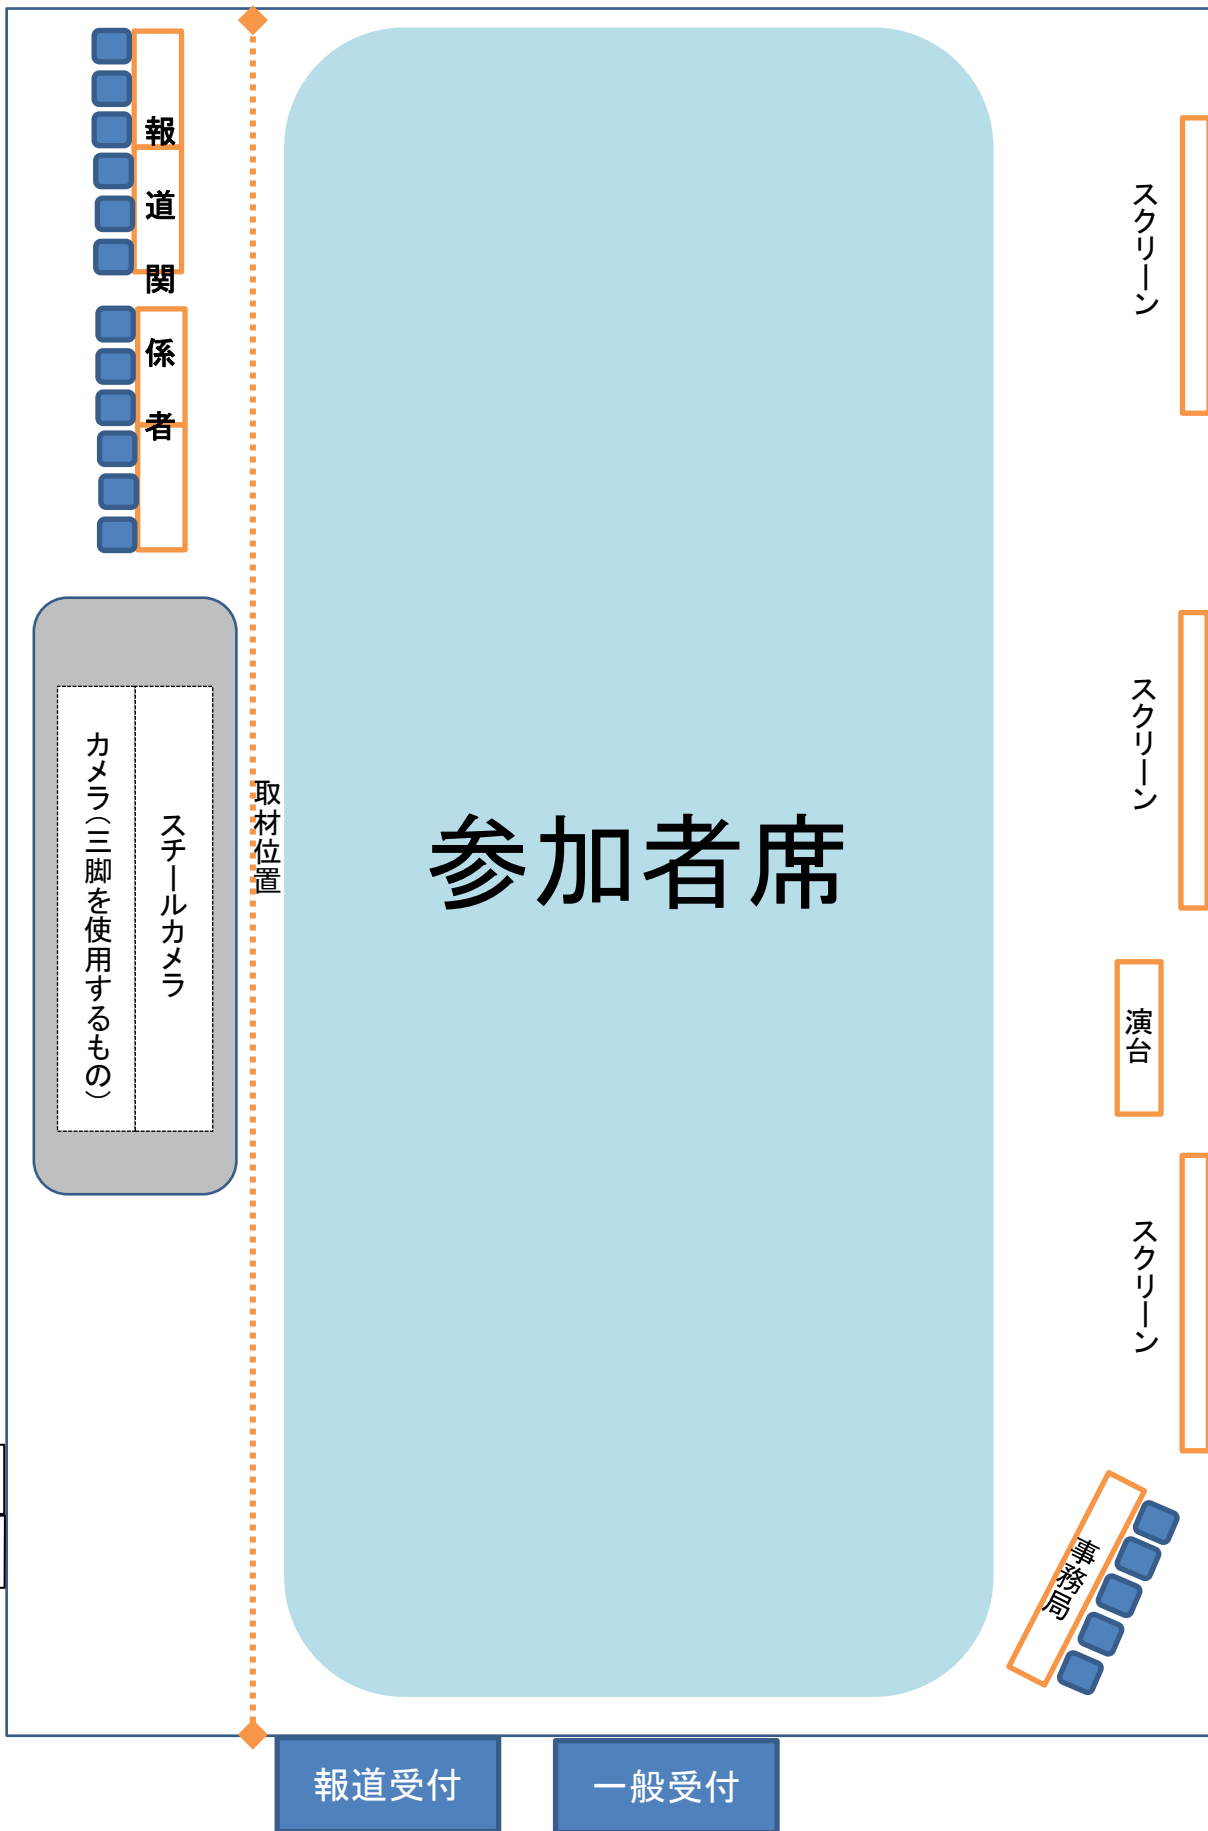 報道関係者
スクリーン
スクリーン
カメラ（三脚を使用するもの）
スチールカメラ
取材位置
参加者席
演台
スクリーン
事務局
報道受付
一般受付